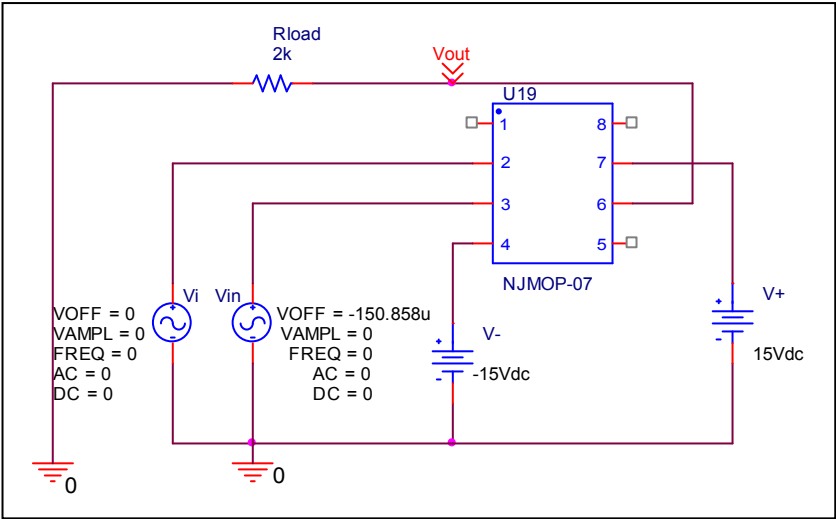 Rload
2k
Vout
U19
1
2
3
4
8
7
6
5
NJMOP-07
Vi
VOFF = 0
VAMPL = 0
FREQ = 0
AC = 0
DC = 0
Vin
VOFF = -150.858u
VAMPL = 0
FREQ = 0
AC = 0
DC = 0
V-
-15Vdc
V+
15Vdc
0
0